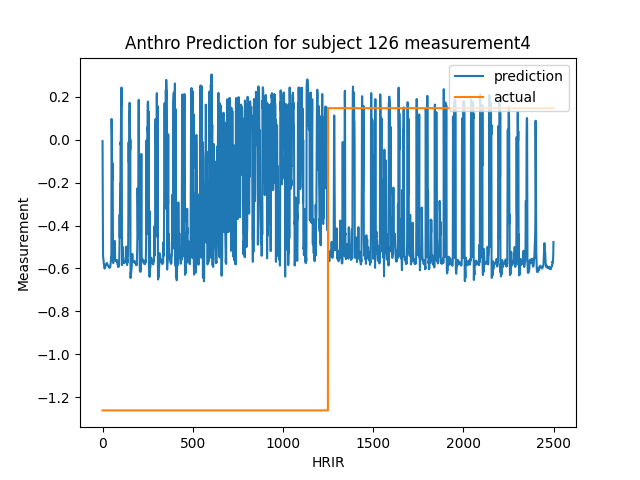 Anthro Prediction for subject 126 measurement4
prediction
actual
0.2
0.0
−0.2
−0.4
−0.6
−0.8
−1.0
−1.2
Measurement
0
500
1000
1500
2000
2500
HRIR